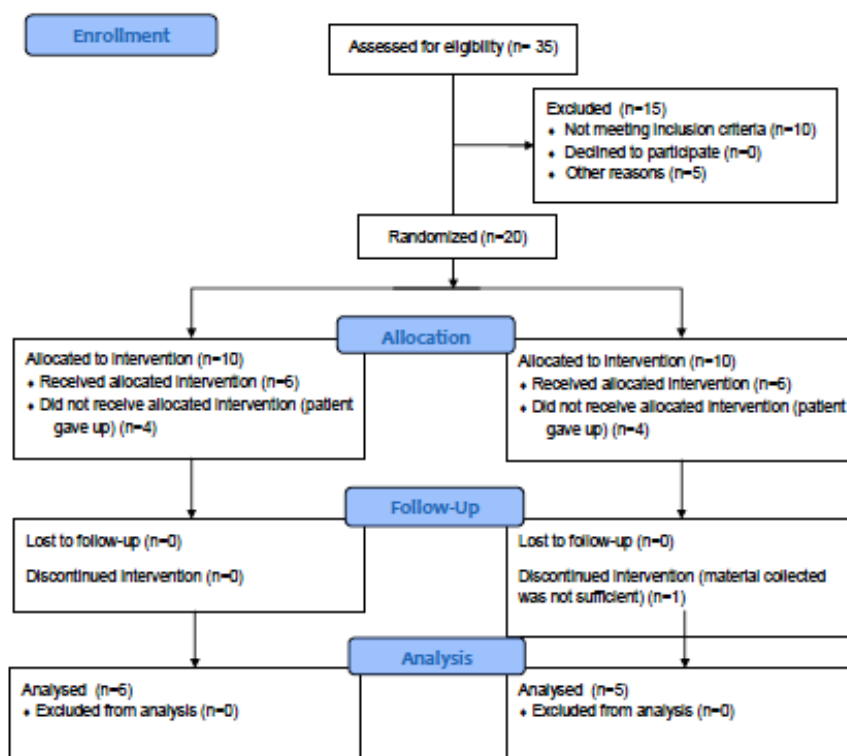 Enrollment
Assessed for eligibility (n= 35)
Excluded (n=15)
♦ Not meeting inclusion criteria (n=10)
♦ Declined to participate (n=0)
♦ Other reasons (n=5)
Randomized (n=20)
Allocation
Allocated to intervention (n=10)
♦ Received allocated intervention (n=6)
♦ Did not receive allocated intervention (patient
gave up) (n=4)
Allocated to intervention (n=10)
♦ Received allocated intervention (n=6)
♦ Did not receive allocated intervention (patient
gave up) (n=4)
Follow-Up
Lost to follow-up (n=0)
Discontinued intervention (n=0)
Lost to follow-up (n=0)
Discontinued intervention (material collected
was not sufficient) (n=1)
Analysis
Analysed (n=6)
♦ Excluded from analysis (n=0)
Analysed (n=5)
♦ Excluded from analysis (n=0)